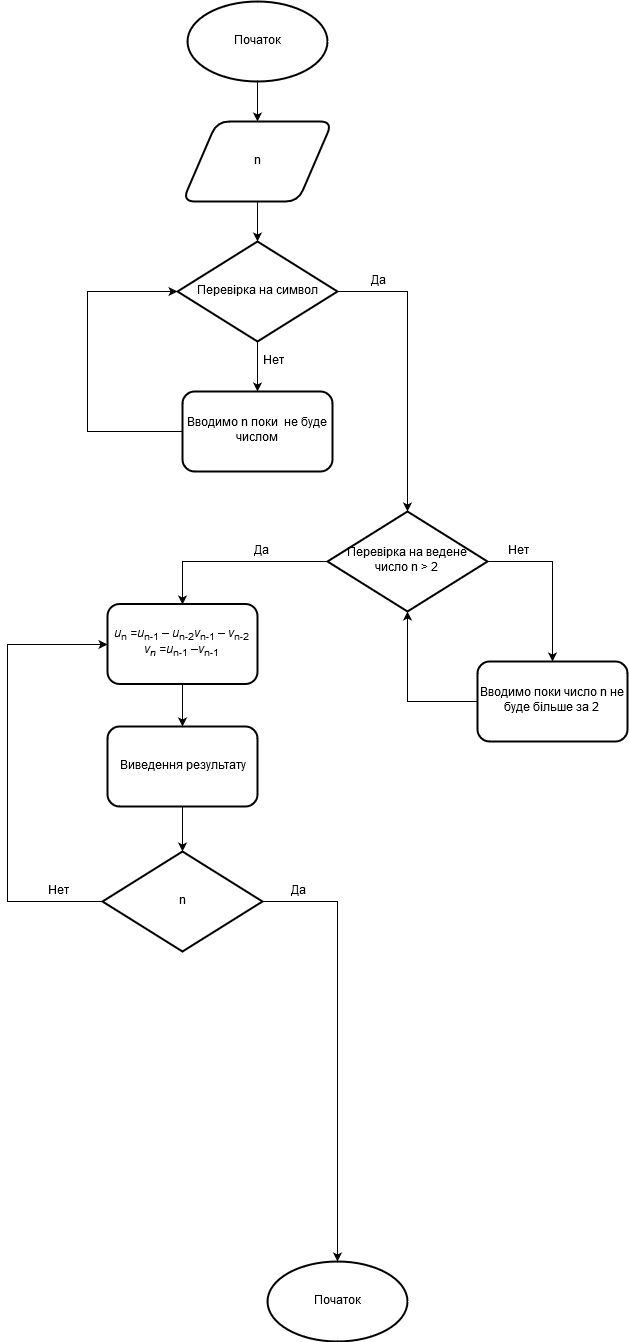 Початок
n
Перевірка на символ
Да
Нет
Вводимо n поки не буде
числом
Перевірка на ведене
число n > 2
Да
Нет
uₙ =uₙ₋₁ – uₙ₋₂vₙ₋₁ – vₙ₋₂
vₙ =uₙ₋₁ –vₙ₋₁
Вводимо поки число n не
буде більше за 2
Виведення результату
n
Нет
Да
Початок